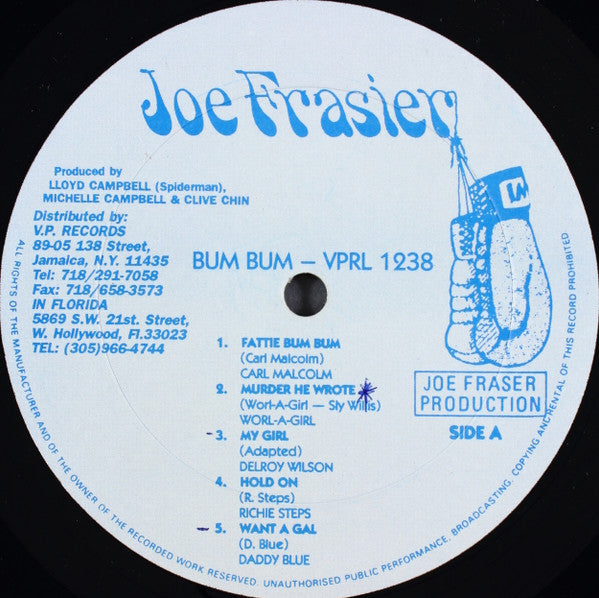 Joe Frasier
Produced by
LLOYD CAMPBELL (Spiderman),
MICHELLE CAMPBELL & CLIVE CHIN
Distributed by:
V.P. RECORDS
89-05 138 Street,
Jamaica, N.Y. 11435
Tel: 718/291-7058
Fax: 718/658-3573
IN FLORIDA
5869 S.W. 21st. Street,
W. Hollywood, Fl.33023
TEL: (305)966-4744
BUM BUM – VPRL 1238
1. FATTIE BUM BUM
(Carl Malcolm)
CARL MALCOLM
2. MURDER HE WROTE
(Worl-A-Girl — Sly Willis)
WORL-A-GIRL
3. MY GIRL
(Adapted)
DELROY WILSON
4. HOLD ON
(R. Steps)
RICHIE STEPS
5. WANT A GAL
(D. Blue)
DADDY BLUE
JOE FRASER
PRODUCTION
SIDE A
ALL RIGHTS OF THE MANUFACTURER AND OF THE OWNER OF THE RECORDED WORK RESERVED. UNAUTHORISED PUBLIC PERFORMANCE, BROADCASTING, COPYING AND RENTAL OF THIS RECORD PROHIBITED.